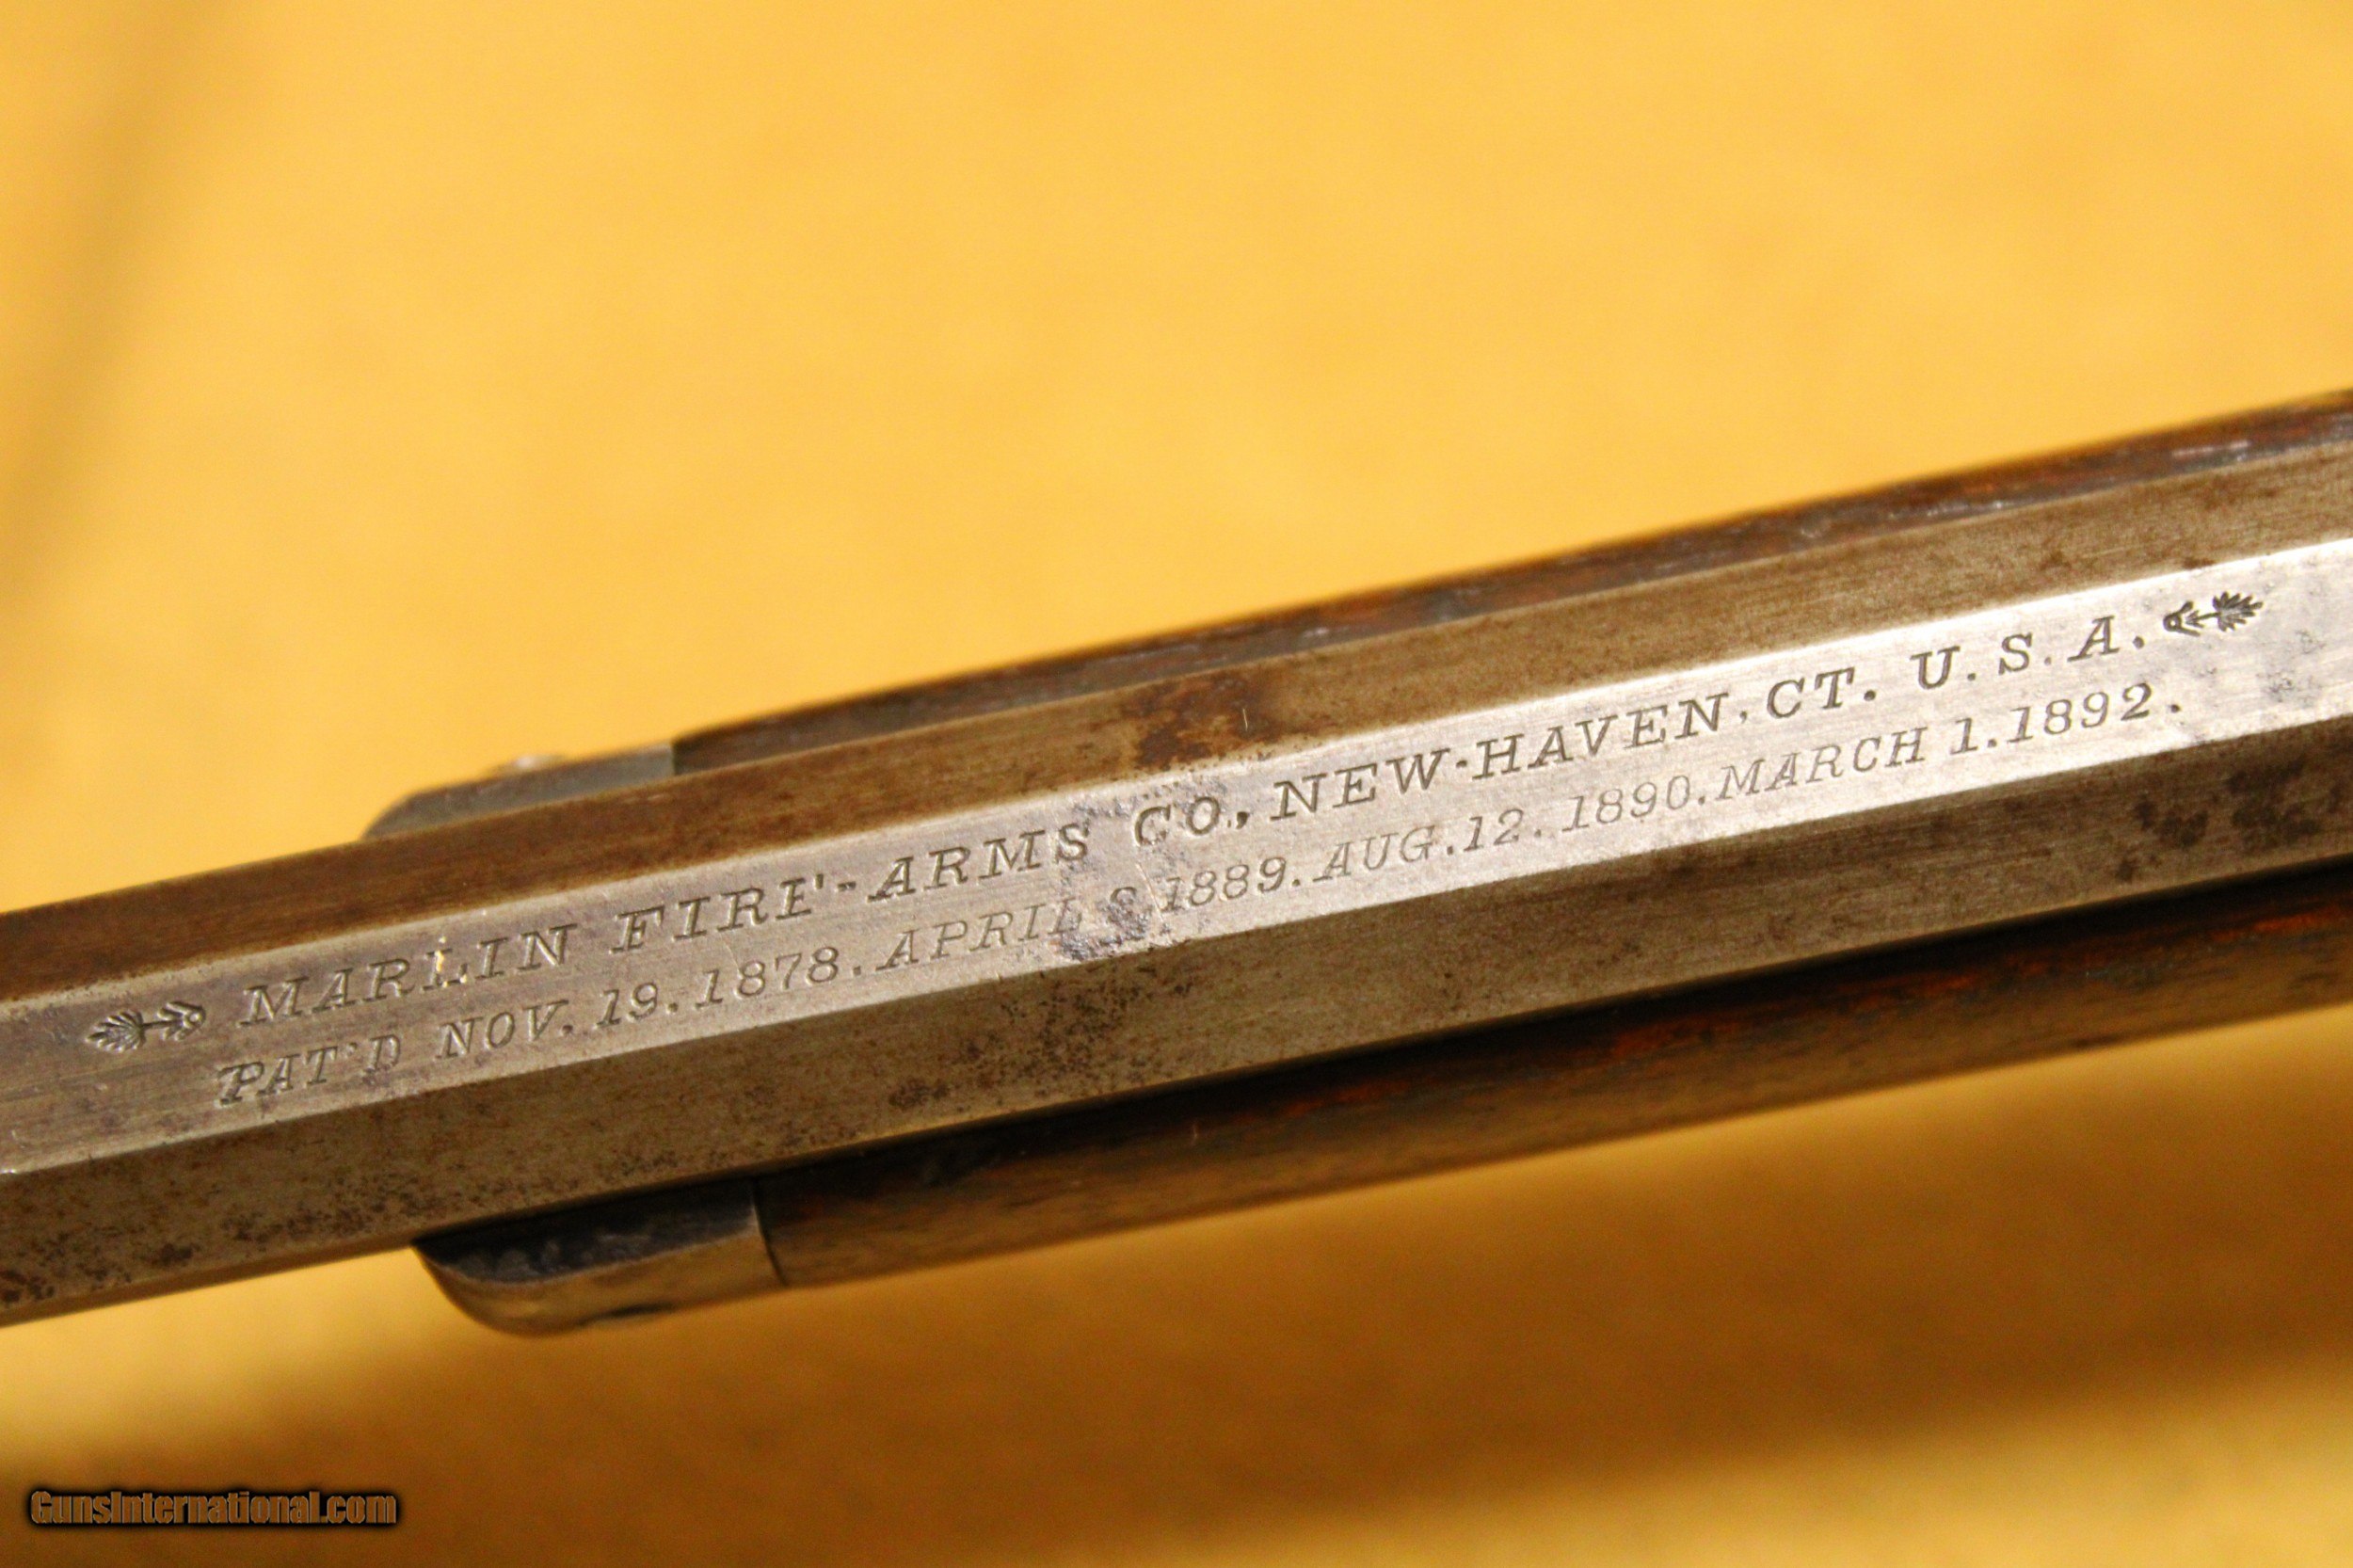 MARLIN FIRE-ARMS CO., NEW-HAVEN, CT. U.S.A.
PAT'D NOV. 19. 1878. APRIL 1889. AUG. 12. 1890. MARCH 1. 1892.
GunsInternational.com